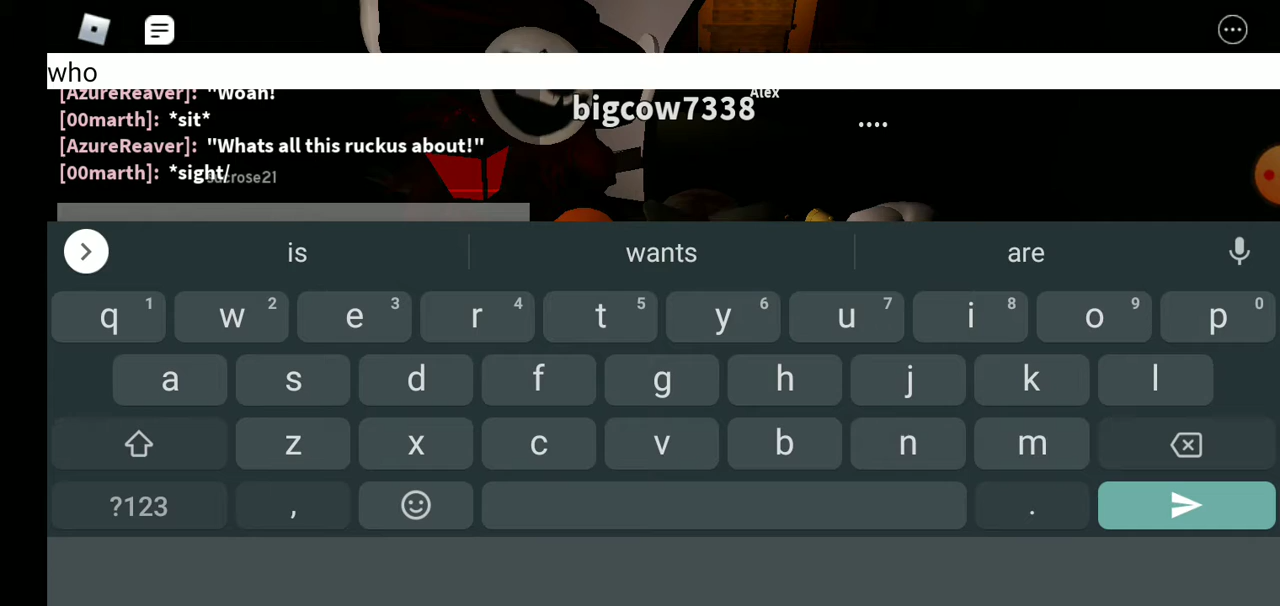 who
[AzureReaver]: "Woah!
[00marth]: *sit*
[AzureReaver]: "Whats all this ruckus about!"
[00marth]: *sight/
Alex
bigcow7338
....
is wants are
q 1 w 2 e 3 r 4 t 5 y 6 u 7 i 8 o 9 p 0
a s d f g h j k l
z x c v b n m
?123 , .